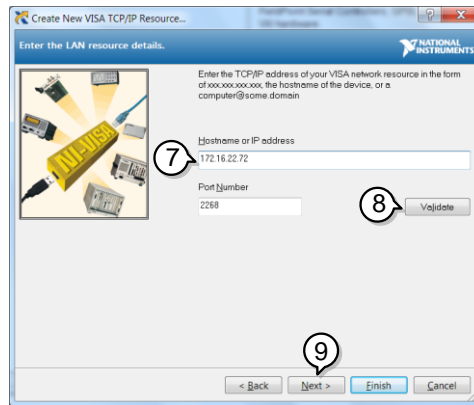 Create New VISA TCP/IP Resource...
Enter the LAN resource details.
NATIONAL
INSTRUMENTS
Enter the TCP/IP address of your VISA network resource in the form
of xxx.xxx.xxx.xxx, the hostname of the device, or a
computer@some.domain
NI-VISA
Hostname or IP address
7
172.16.22.72
Port Number
2268
8
Validate
9
< Back
Next >
Finish
Cancel